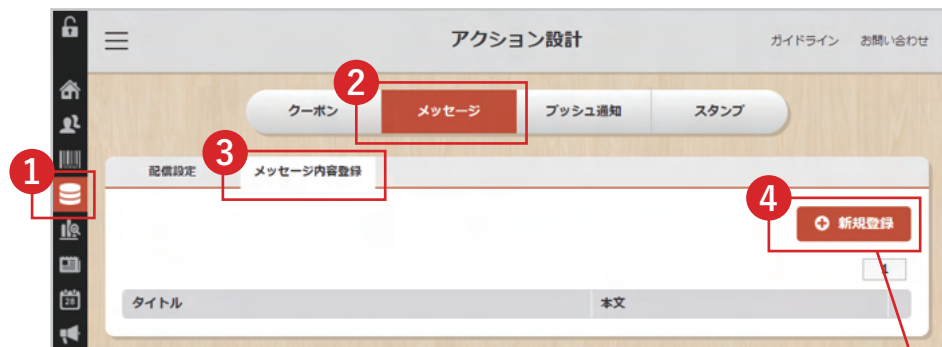 アクション設計
ガイドライン お問い合わせ
2
クーポン メッセージ プッシュ通知 スタンプ
3
1
配信設定 メッセージ内容登録
4
新規登録
1
タイトル 本文
28